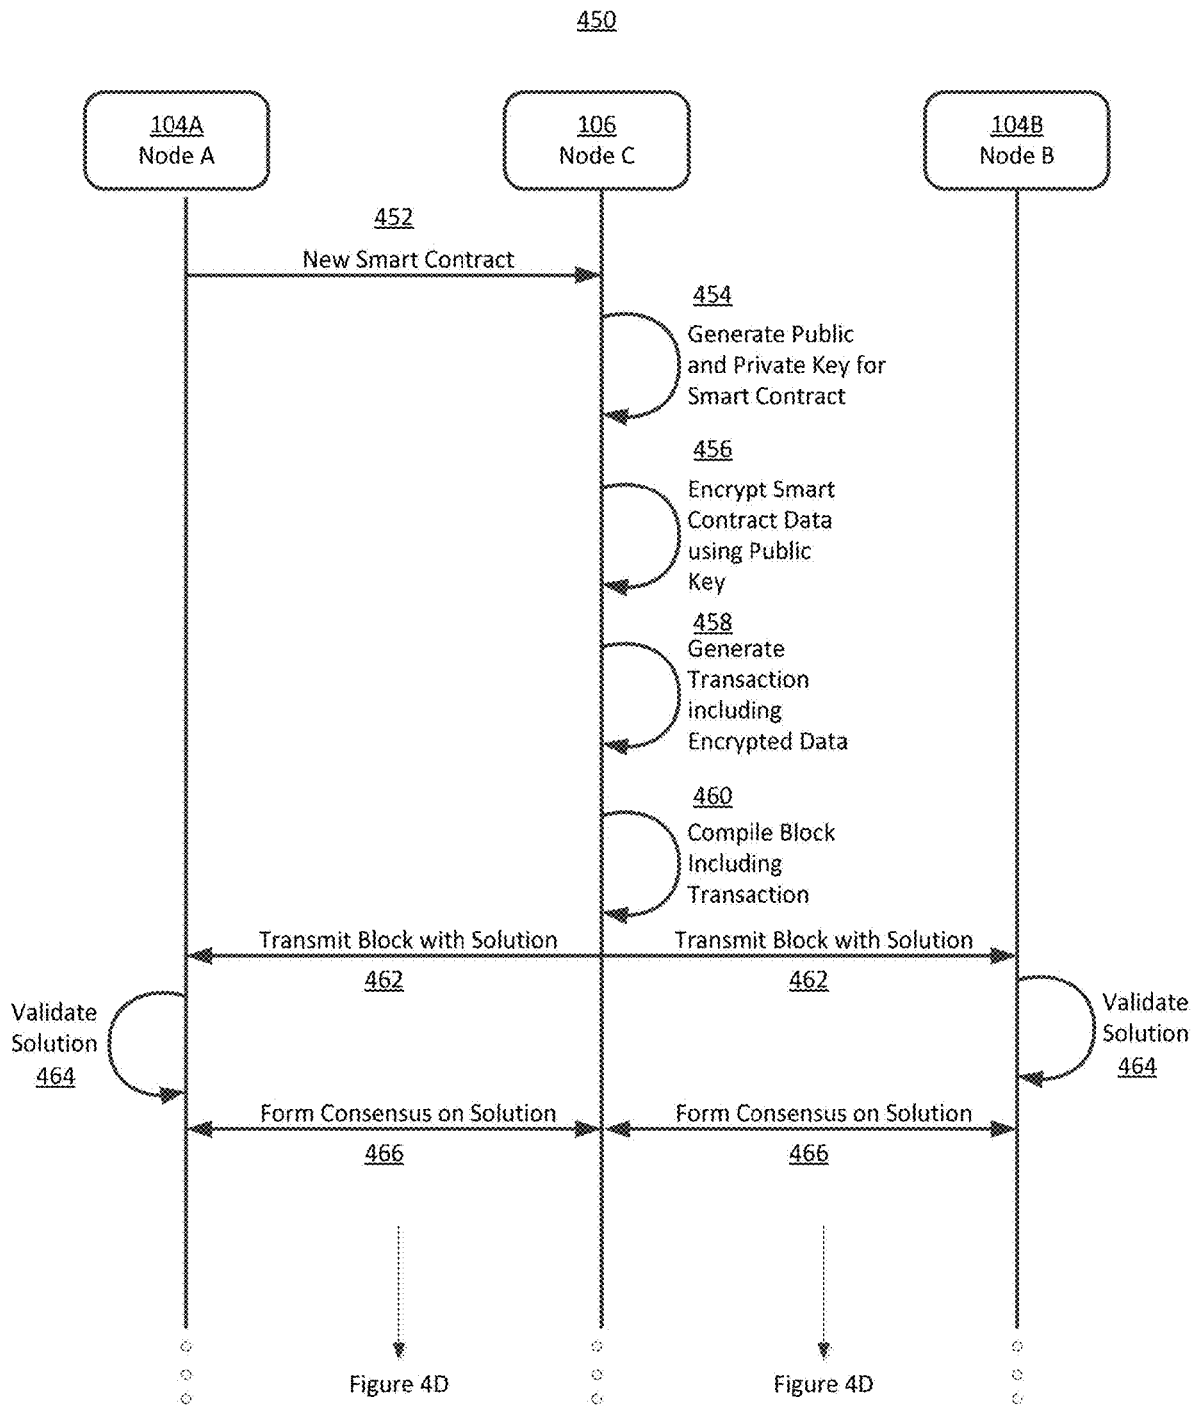 450
104A
Node A
106
Node C
104B
Node B
452
New Smart Contract
454
Generate Public
and Private Key for
Smart Contract
456
Encrypt Smart
Contract Data
using Public
Key
458
Generate
Transaction
including
Encrypted Data
460
Compile Block
Including
Transaction
Transmit Block with Solution
462
Transmit Block with Solution
462
Validate
Solution
464
Validate
Solution
464
Form Consensus on Solution
466
Form Consensus on Solution
466
Figure 4D
Figure 4D